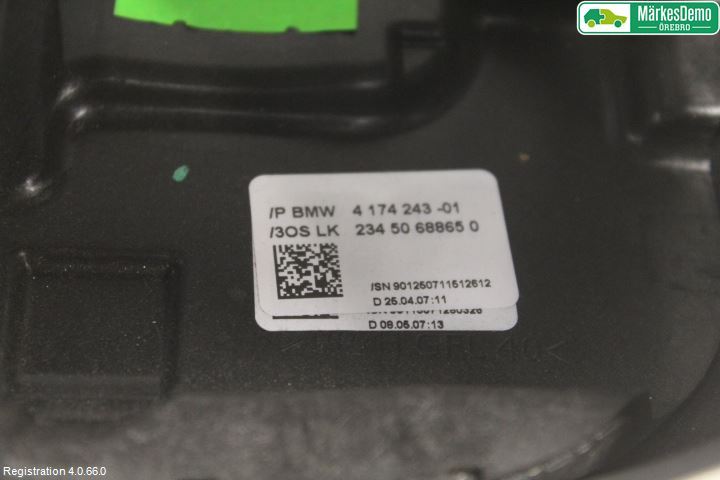 MärkesDemo
ÖREBRO
/P BMW 4 174 243 -01
/3OS LK 234 50 68865 0
/SN 901250711512612
D 25.04.07:11
D 09.05.07:13
Registration 4.0.66.0